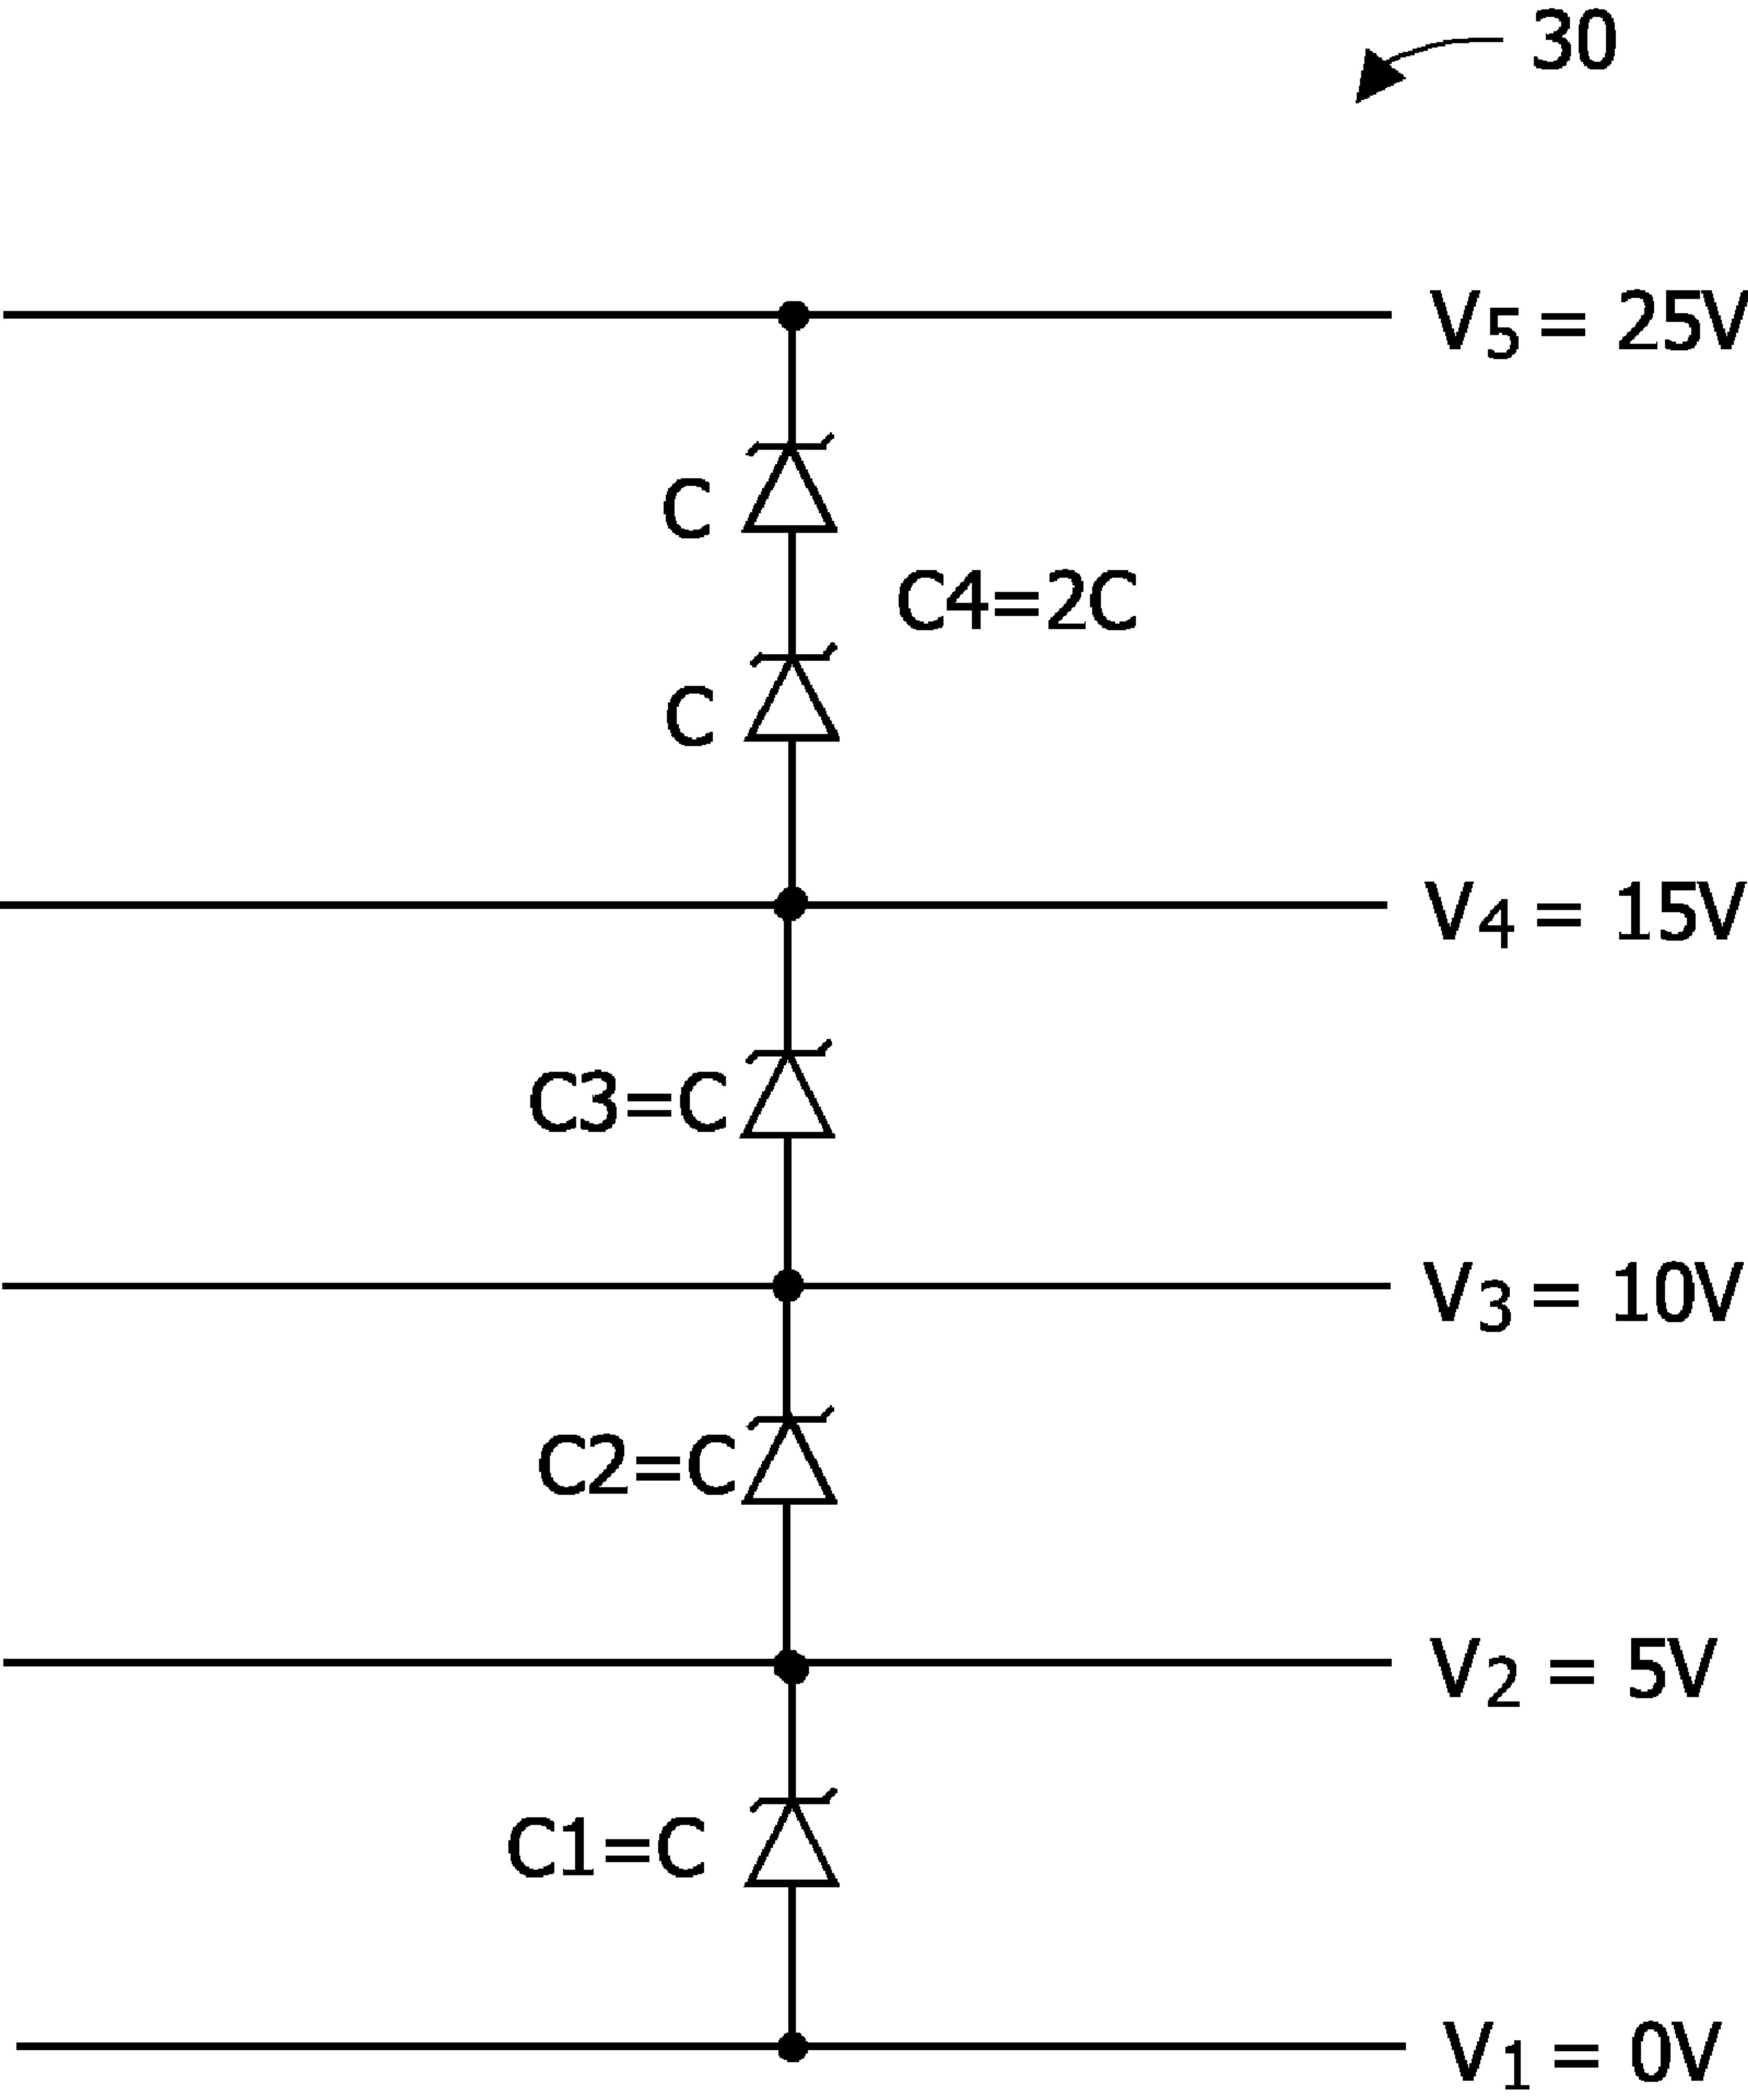 30
V5 = 25V
C
C4=2C
C
V4 = 15V
C3=C
V3 = 10V
C2=C
V2 = 5V
C1=C
V1 = 0V